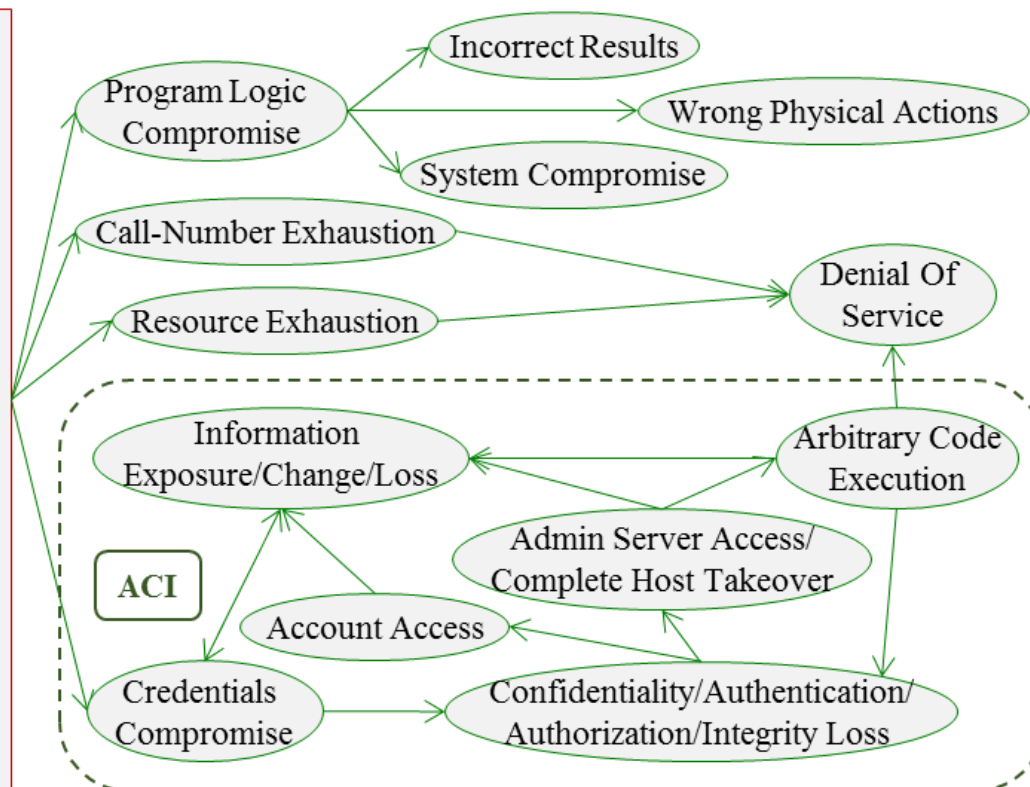 Incorrect Results
Program Logic
Compromise
Wrong Physical Actions
System Compromise
Call-Number Exhaustion
Denial Of
Service
Resource Exhaustion
Information
Exposure/Change/Loss
Arbitrary Code
Execution
Admin Server Access/
Complete Host Takeover
ACI
Account Access
Credentials
Compromise
Confidentiality/Authentication/
Authorization/Integrity Loss